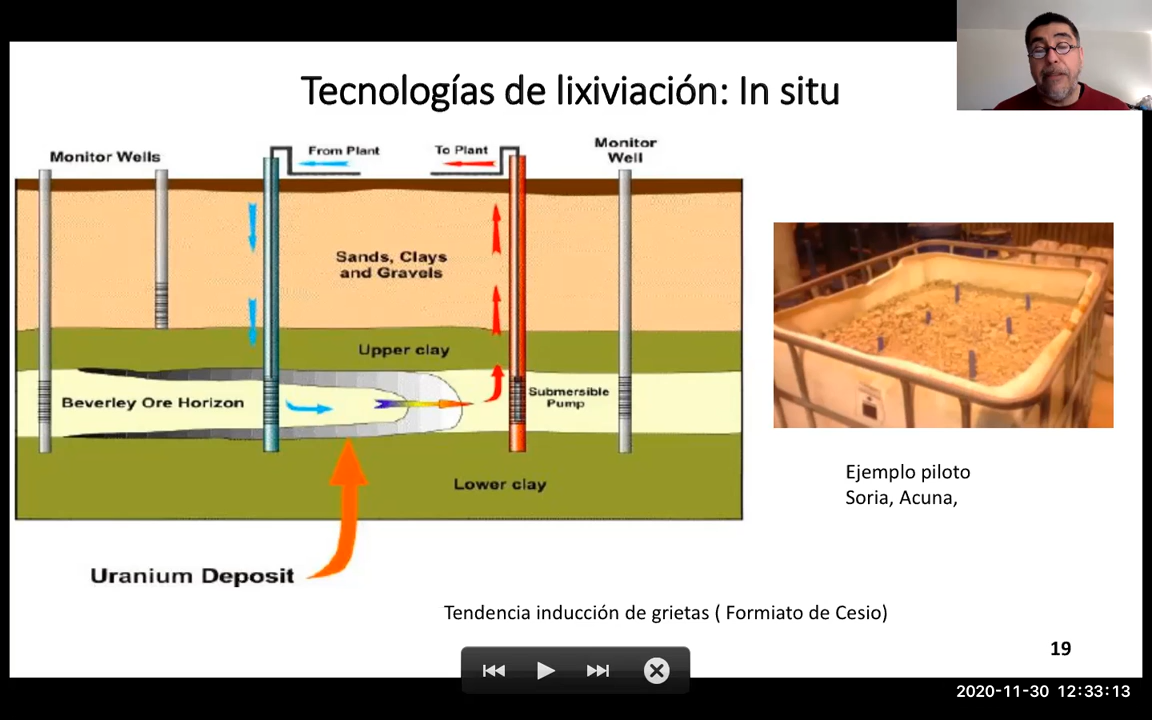 Tecnologías de lixiviación: In situ
Monitor Wells
From Plant
To Plant
Monitor
Well
Sands, Clays
and Gravels
Upper clay
Beverley Ore Horizon
Submersible
Pump
Lower clay
Uranium Deposit
Ejemplo piloto
Soria, Acuna,
Tendencia inducción de grietas ( Formiato de Cesio)
19
2020-11-30 12:33:13